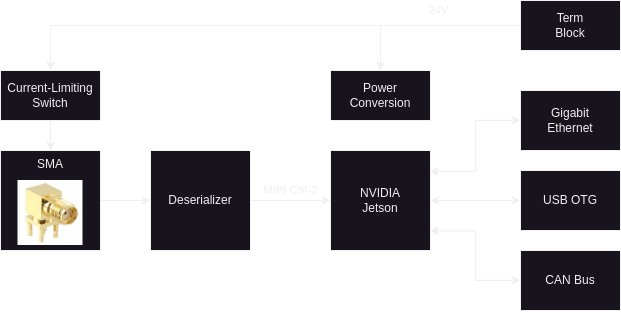 24V
Term
Block
Current-Limiting
Switch
Power
Conversion
Gigabit
Ethernet
SMA
Deserializer
MIPI CSI-2
NVIDIA
Jetson
USB OTG
CAN Bus